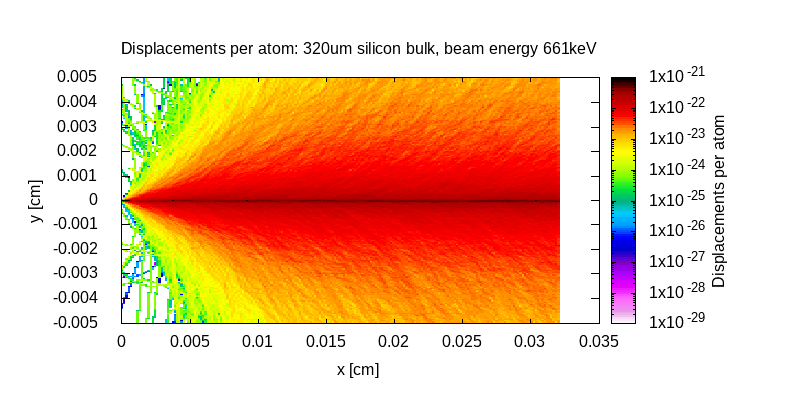 Displacements per atom: 320um silicon bulk, beam energy 661keV
0.005
0.004
0.003
0.002
0.001
0
-0.001
-0.002
-0.003
-0.004
-0.005
y [cm]
0
0.005
0.01
0.015
0.02
0.025
0.03
0.035
x [cm]
1x10-21
1x10-22
1x10-23
1x10-24
1x10-25
1x10-26
1x10-27
1x10-28
1x10-29
Displacements per atom